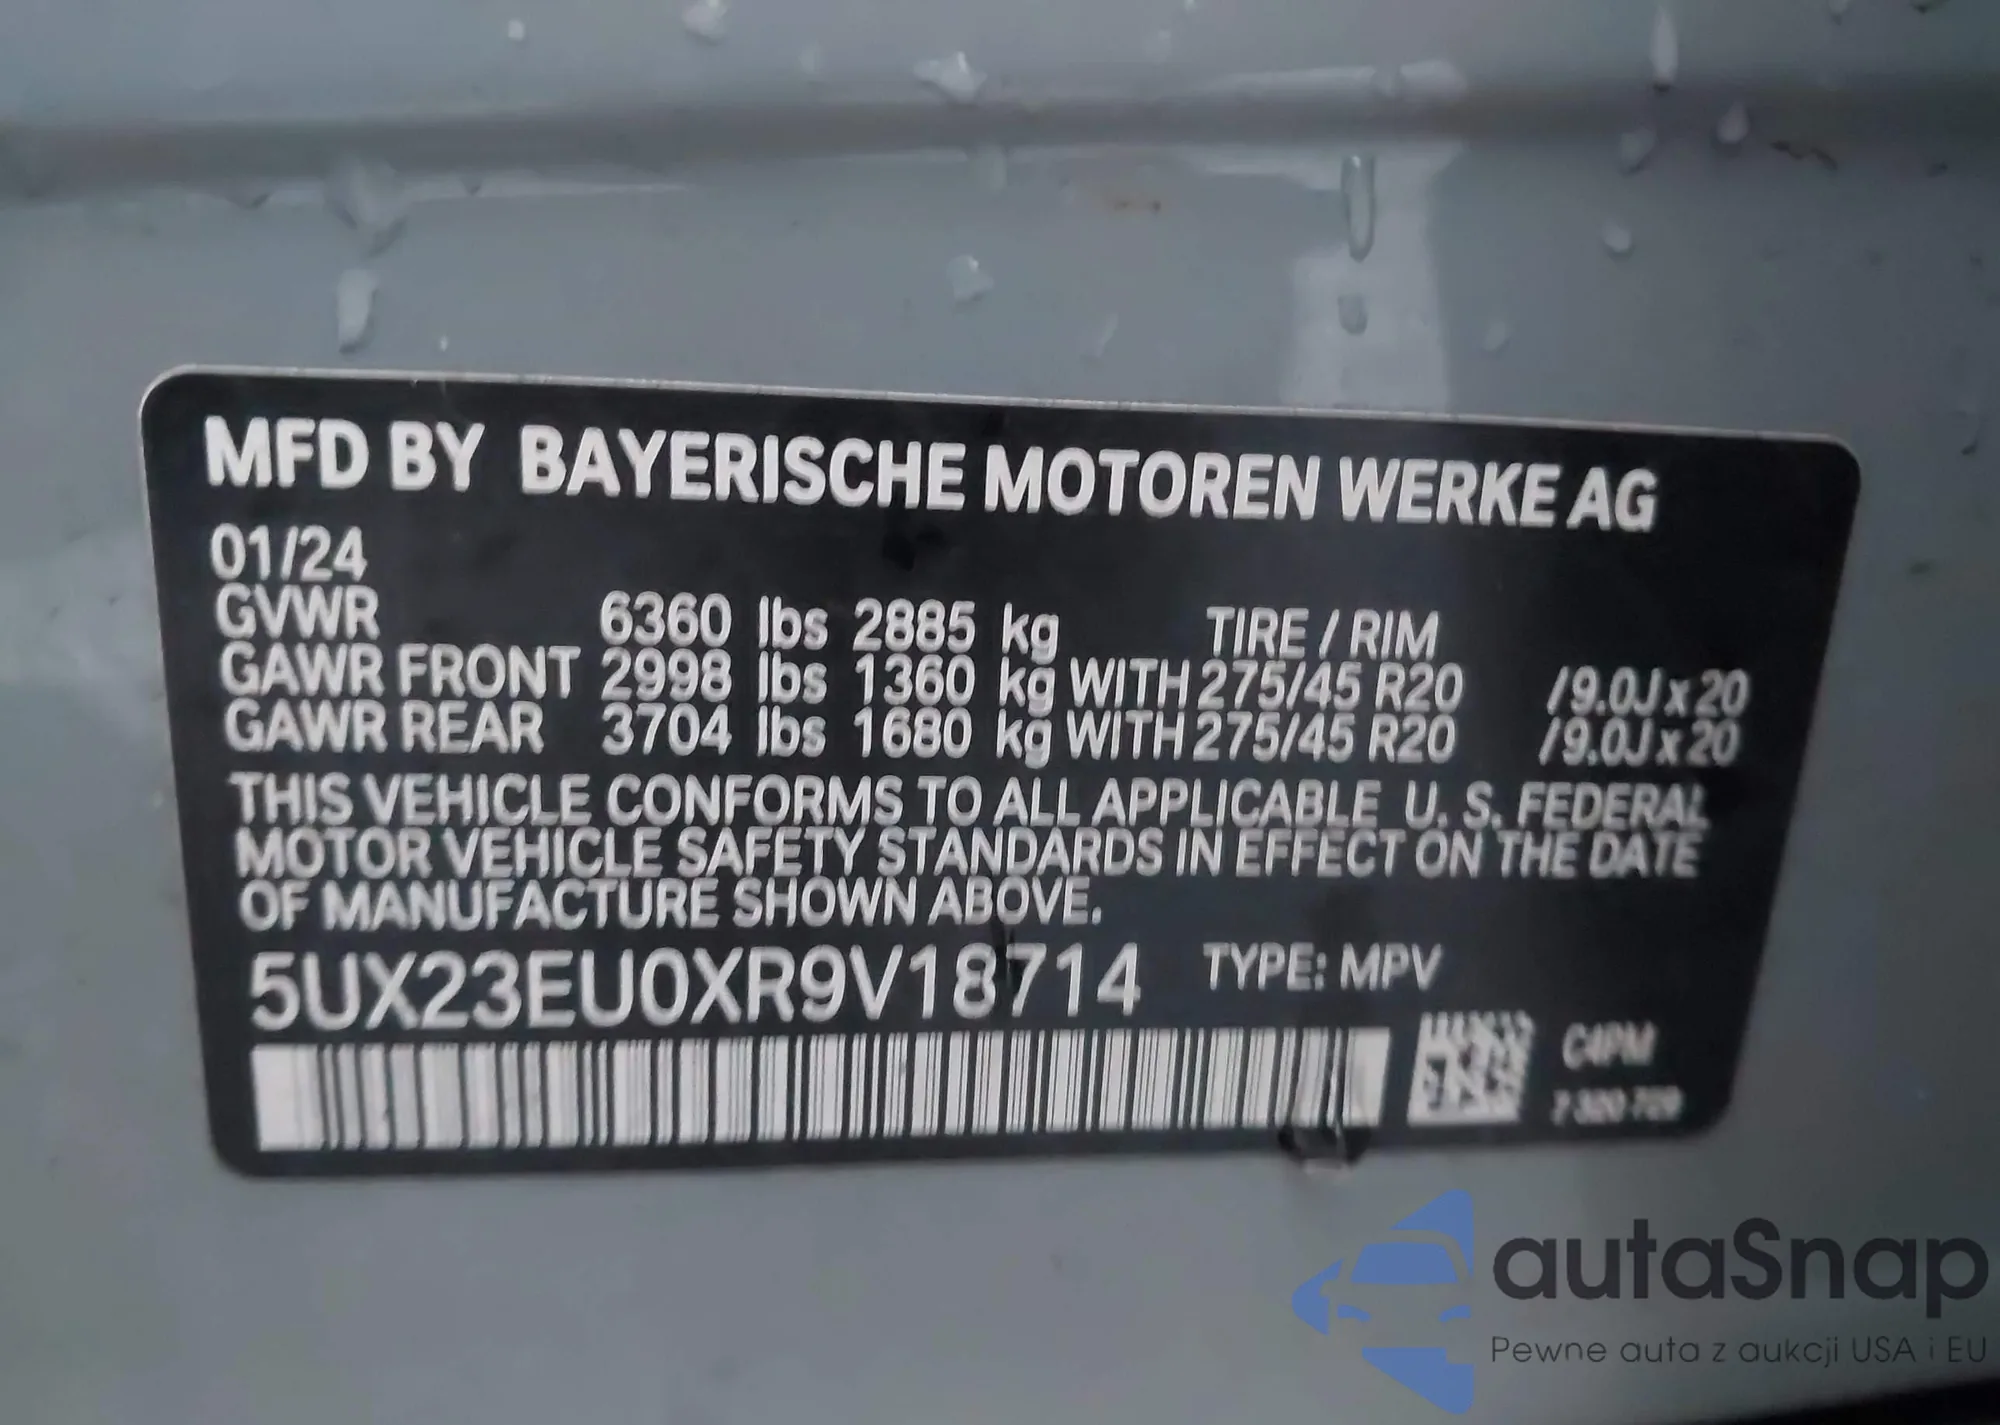 MFD BY BAYERISCHE MOTOREN WERKE AG
01/24
GVWR 6360 lbs 2885 kg TIRE / RIM
GAWR FRONT 2998 lbs 1360 kg WITH 275/45 R20 /9.0J x 20
GAWR REAR 3704 lbs 1680 kg WITH 275/45 R20 /9.0J x 20
THIS VEHICLE CONFORMS TO ALL APPLICABLE U. S. FEDERAL
MOTOR VEHICLE SAFETY STANDARDS IN EFFECT ON THE DATE
OF MANUFACTURE SHOWN ABOVE.
5UX23EU0XR9V18714 TYPE: MPV
C4PM
autaSnap
Pewne auta z aukcji USA i EU